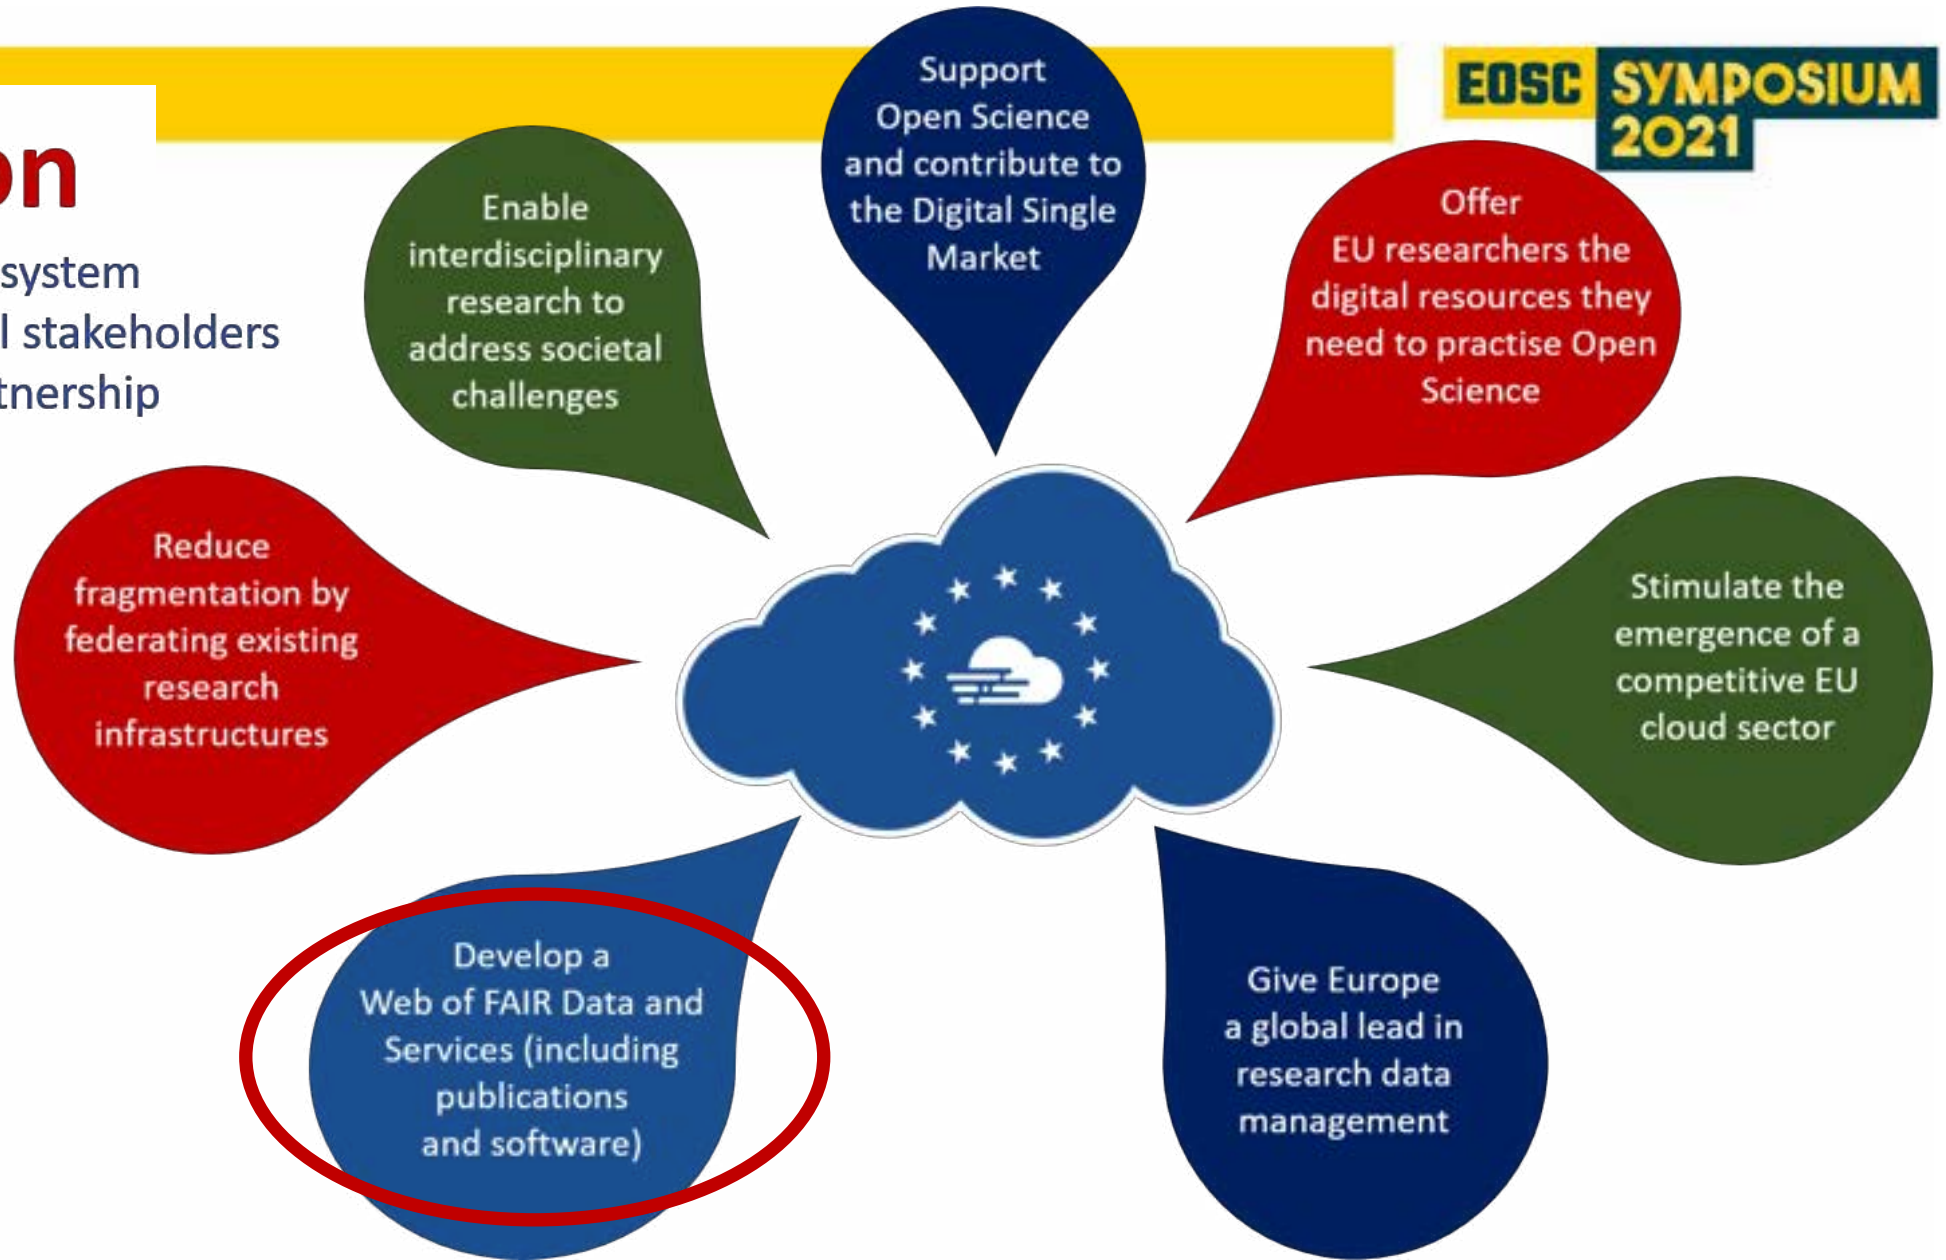 EOSC SYMPOSIUM
2021
on
system
l stakeholders
tnership
Support
Open Science
and contribute to
the Digital Single
Market
Enable
interdisciplinary
research to
address societal
challenges
Offer
EU researchers the
digital resources they
need to practise Open
Science
Reduce
fragmentation by
federating existing
research
infrastructures
Stimulate the
emergence of a
competitive EU
cloud sector
Develop a
Web of FAIR Data and
Services (including
publications
and software)
Give Europe
a global lead in
research data
management